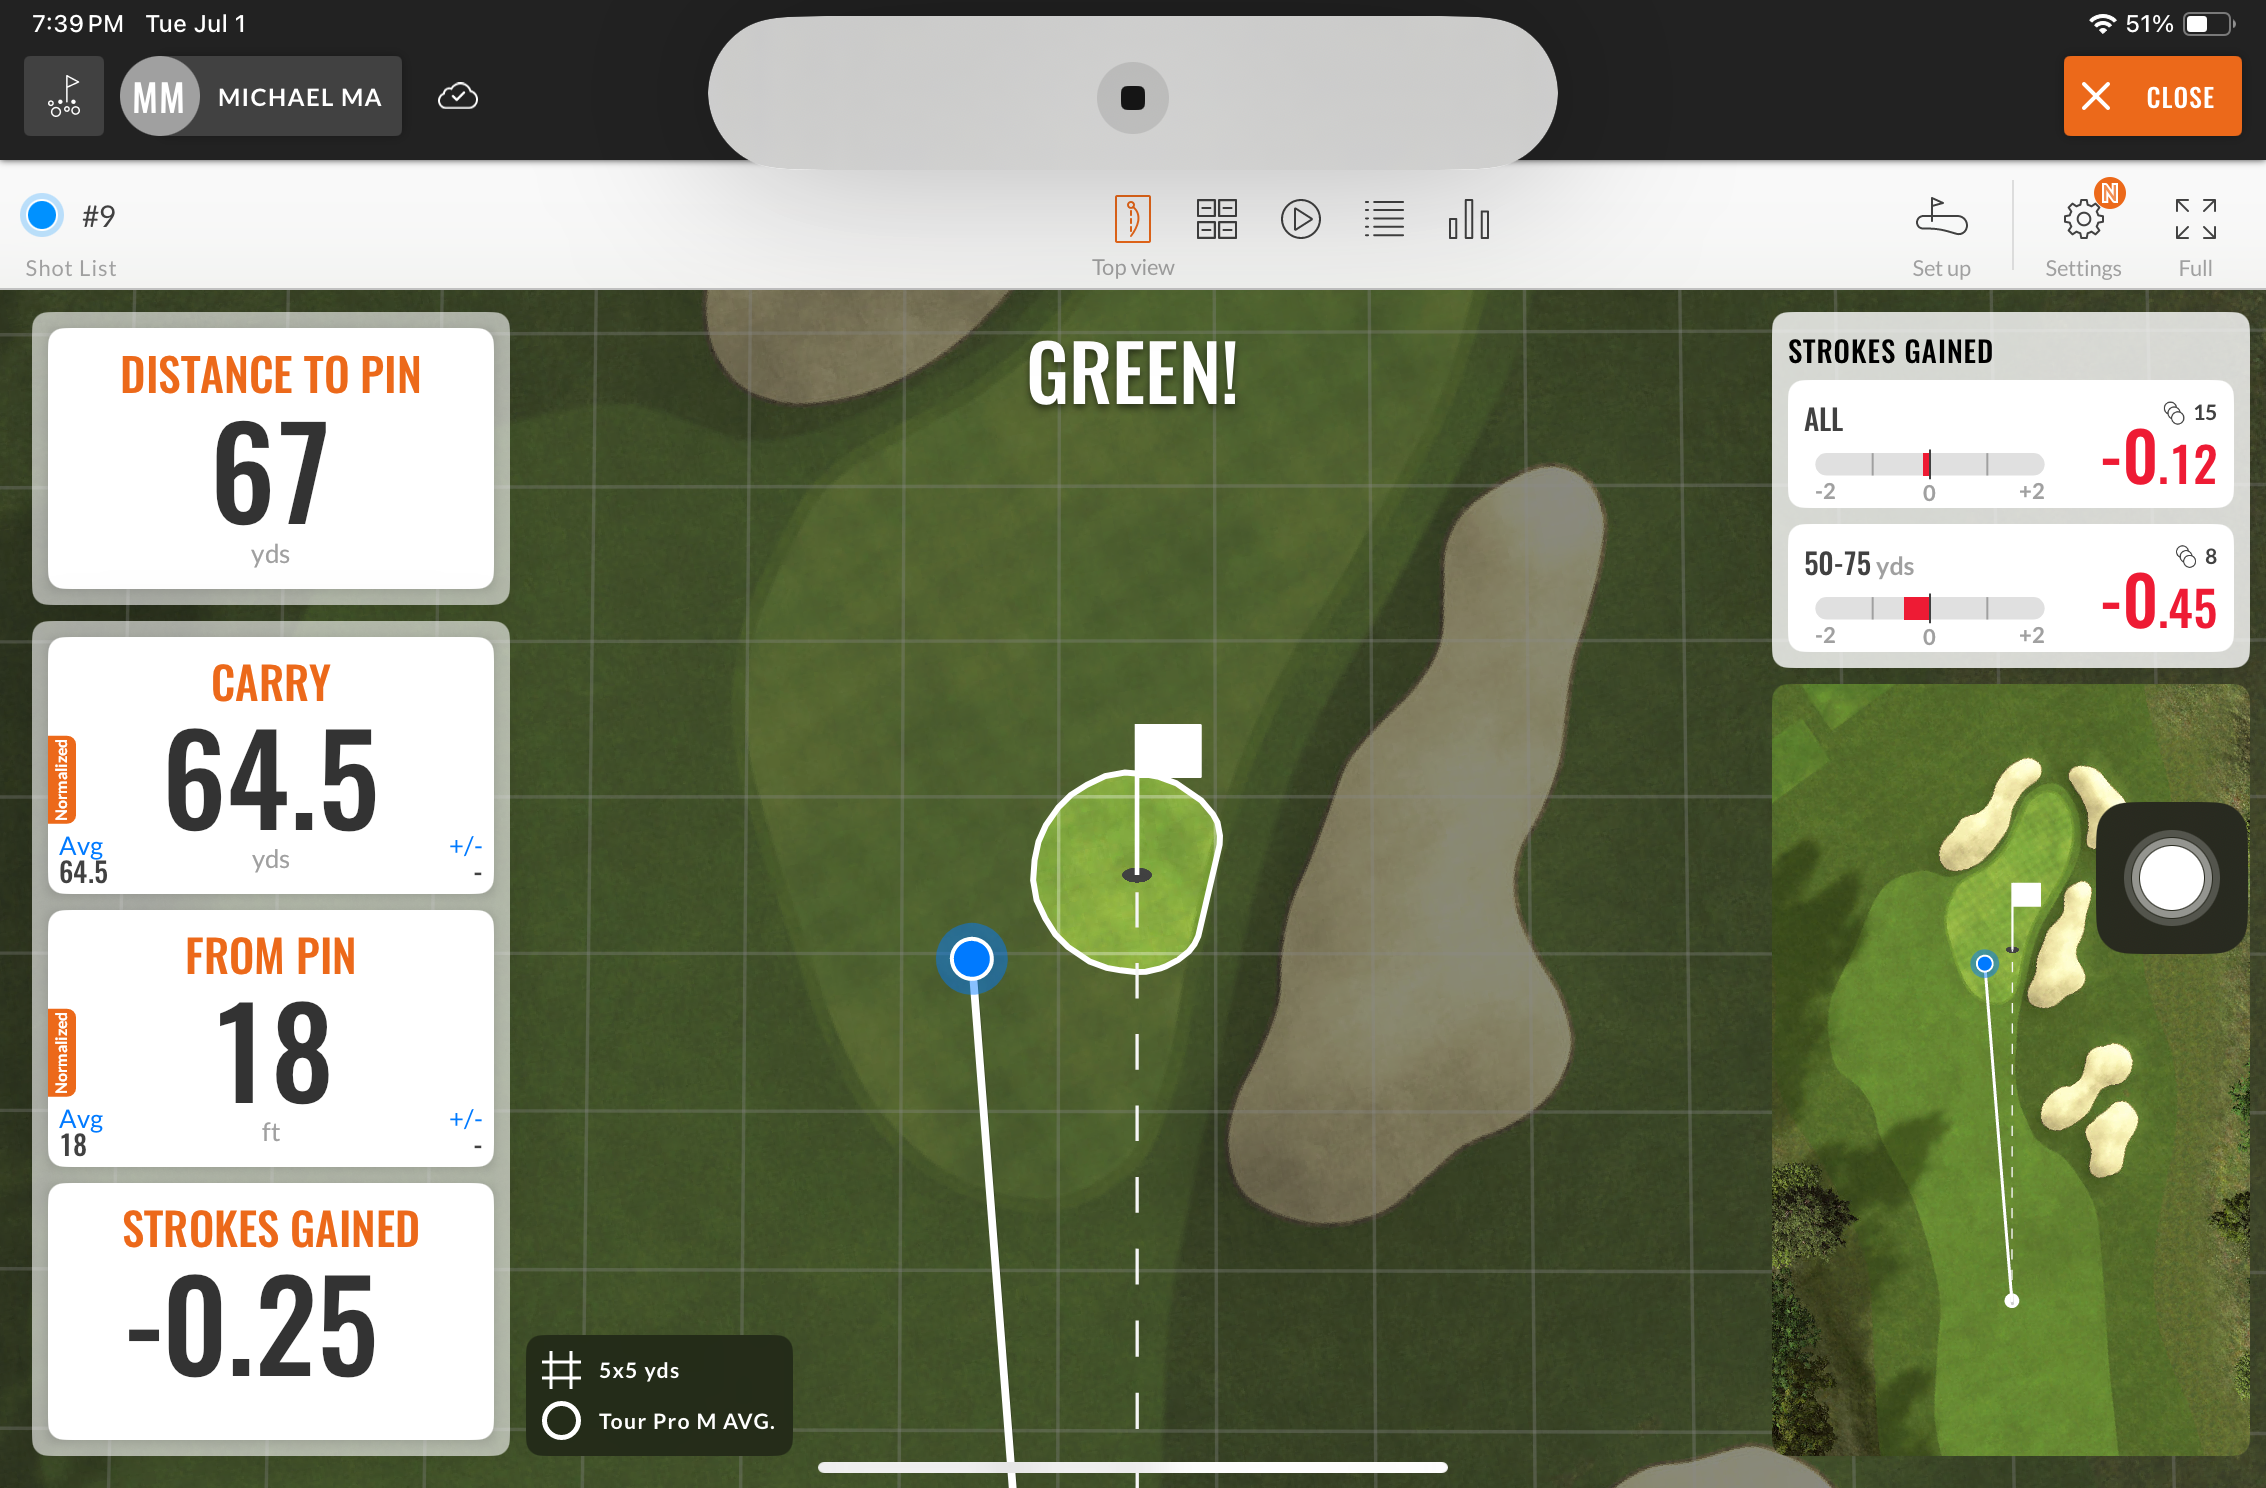 7:39 PM Tue Jul 1
51%
MM MICHAEL MA
CLOSE
#9
Shot List
Top view
Set up
N
Settings
Full
DISTANCE TO PIN
67
yds
CARRY
Normalized
64.5
yds
Avg
64.5
+/-
-
FROM PIN
Normalized
18
ft
Avg
18
+/-
-
STROKES GAINED
-0.25
GREEN!
5x5 yds
Tour Pro M AVG.
STROKES GAINED
ALL
15
-0.12
-2 0 +2
50-75 yds
8
-0.45
-2 0 +2